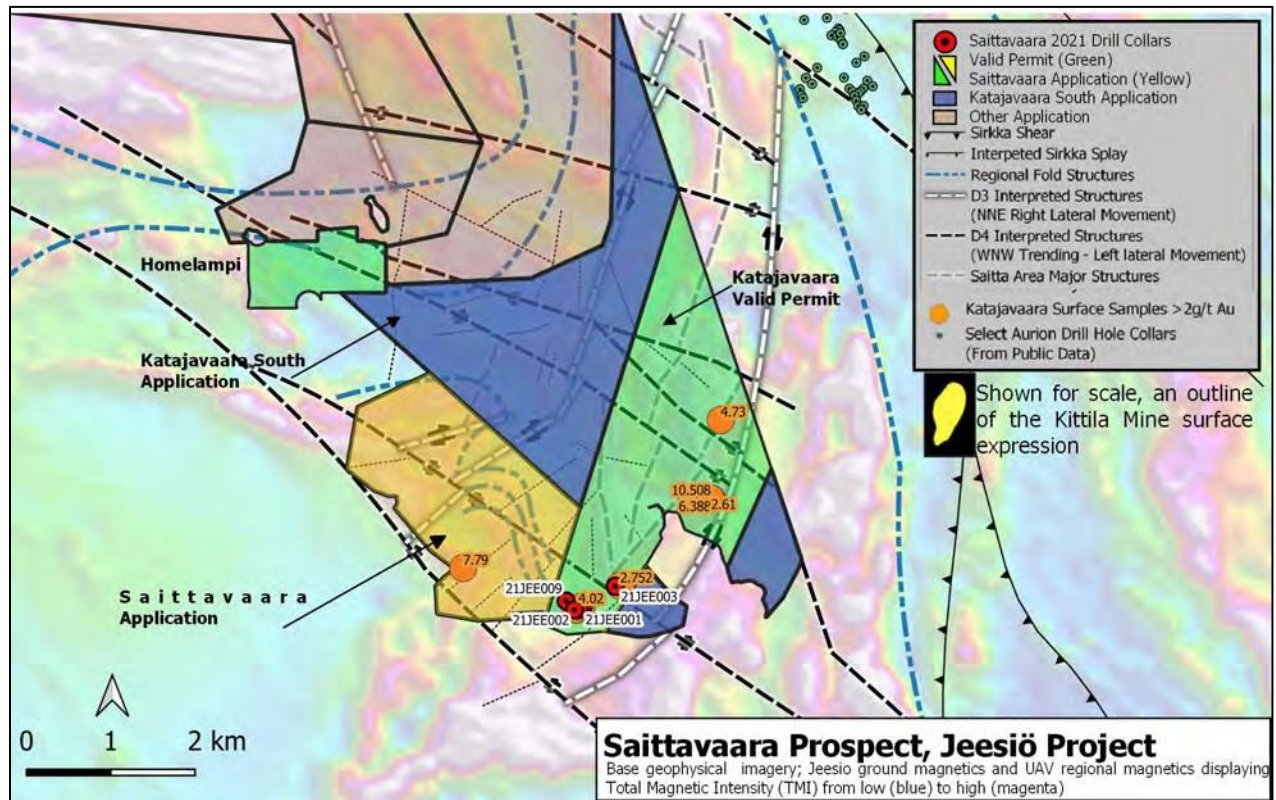 Saittavaara 2021 Drill Collars
Valid Permit (Green)
Saittavaara Application (Yellow)
Katajavaara South Application
Other Application
Sirkka Shear
Interpeted Sirkka Splay
Regional Fold Structures
D3 Interpreted Structures
(NNE Right Lateral Movement)
D4 Interpreted Structures
(WNW Trending - Left lateral Movement)
Saitta Area Major Structures
Katajavaara Surface Samples >2g/t Au
Select Aurion Drill Hole Collars
(From Public Data)
Shown for scale, an outline
of the Kittila Mine surface
expression
Homelampi
Katajavaara
Valid Permit
Katajavaara South
Application
4.73
10.508
6.388
2.61
7.79
Saittavaara
Application
2.752
21JEE009
4.02
21JEE003
21JEE002
21JEE001
0 1 2 km
Saittavaara Prospect, Jeesiö Project
Base geophysical imagery; Jeesio ground magnetics and UAV regional magnetics displaying
Total Magnetic Intensity (TMI) from low (blue) to high (magenta)